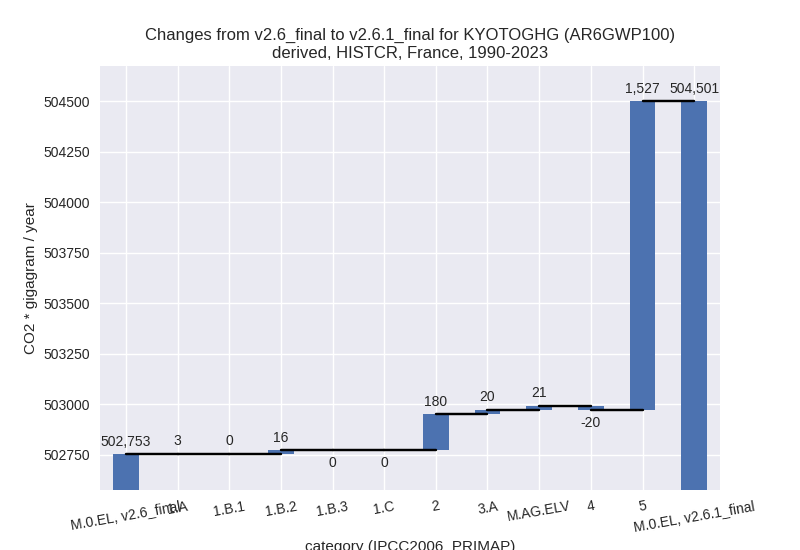 Changes from v2.6_final to v2.6.1_final for KYOTOGHG (AR6GWP100)
derived, HISTCR, France, 1990-2023
1,527 504,501
504500
504250
504000
503750
503500
503250
503000
502750
CO2 * gigagram / year
502,753 3 0 16 0 0 180 20 21 -20
M.0.EL, v2.6_final 1.A 1.B.1 1.B.2 1.B.3 1.C 2 3.A M.AG.ELV 4 5 M.0.EL, v2.6.1_final
category (IPCC2006_PRIMAP)